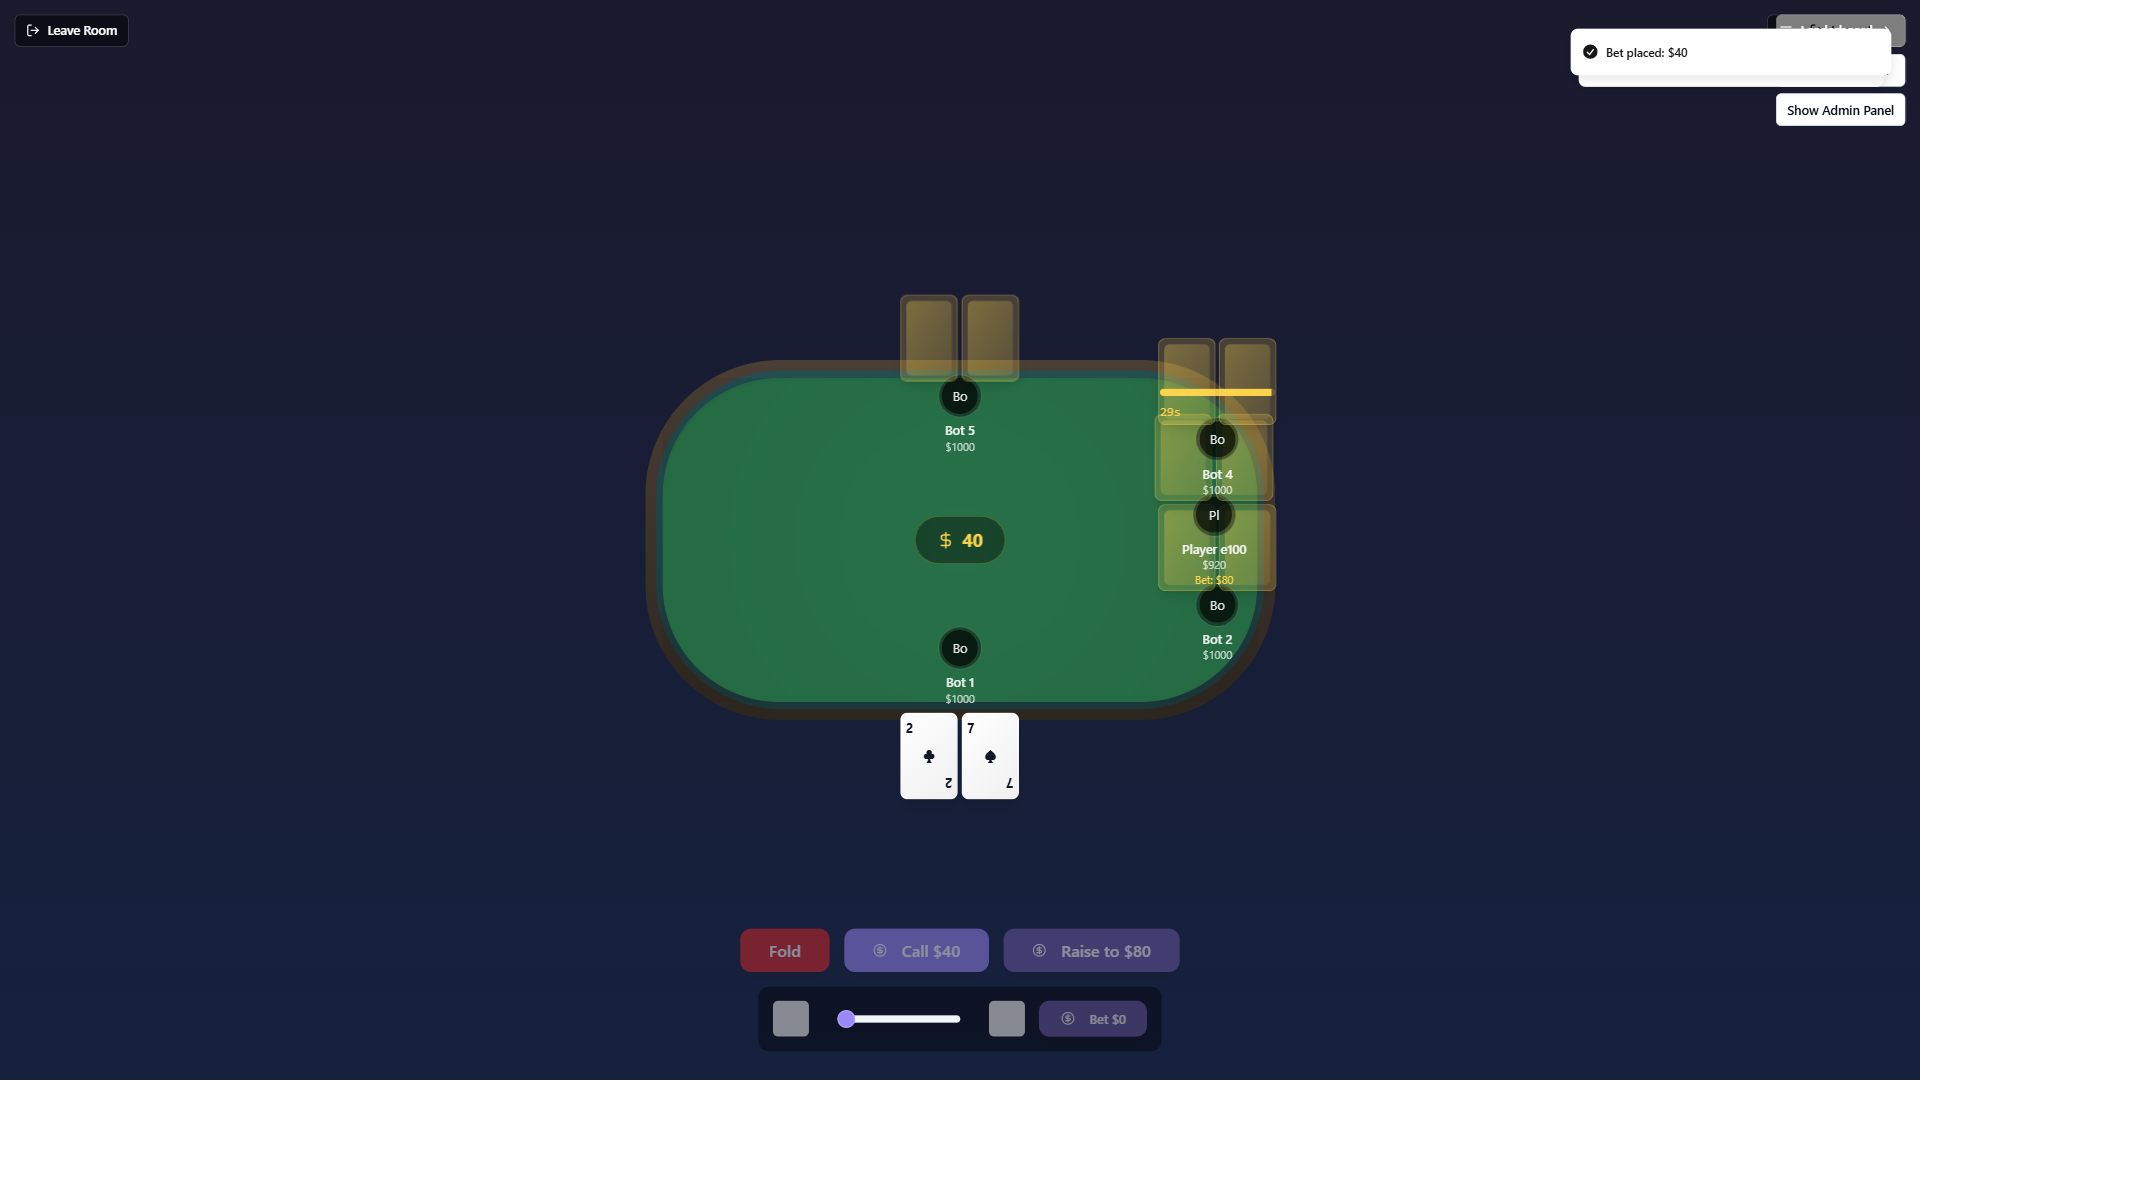 Leave Room
Bet placed: $40
Show Admin Panel
Bo
Bot 5
$1000
29s
Bo
Bot 4
$1000
Pl
Player e100
$920
Bet: $80
Bo
Bot 2
$1000
$ 40
Bo
Bot 1
$1000
2 7
2 7
Fold
Call $40
Raise to $80
Bet $0